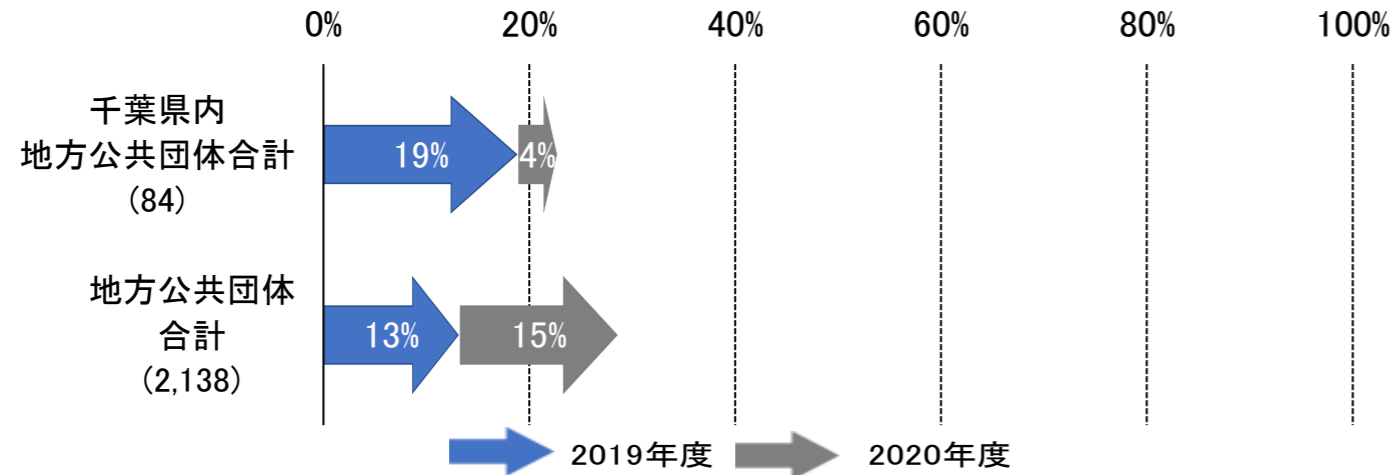 0% 20% 40% 60% 80% 100%
千葉県内
地方公共団体合計
(84)
19% 4%
地方公共団体
合計
(2,138)
13% 15%
2019年度 2020年度